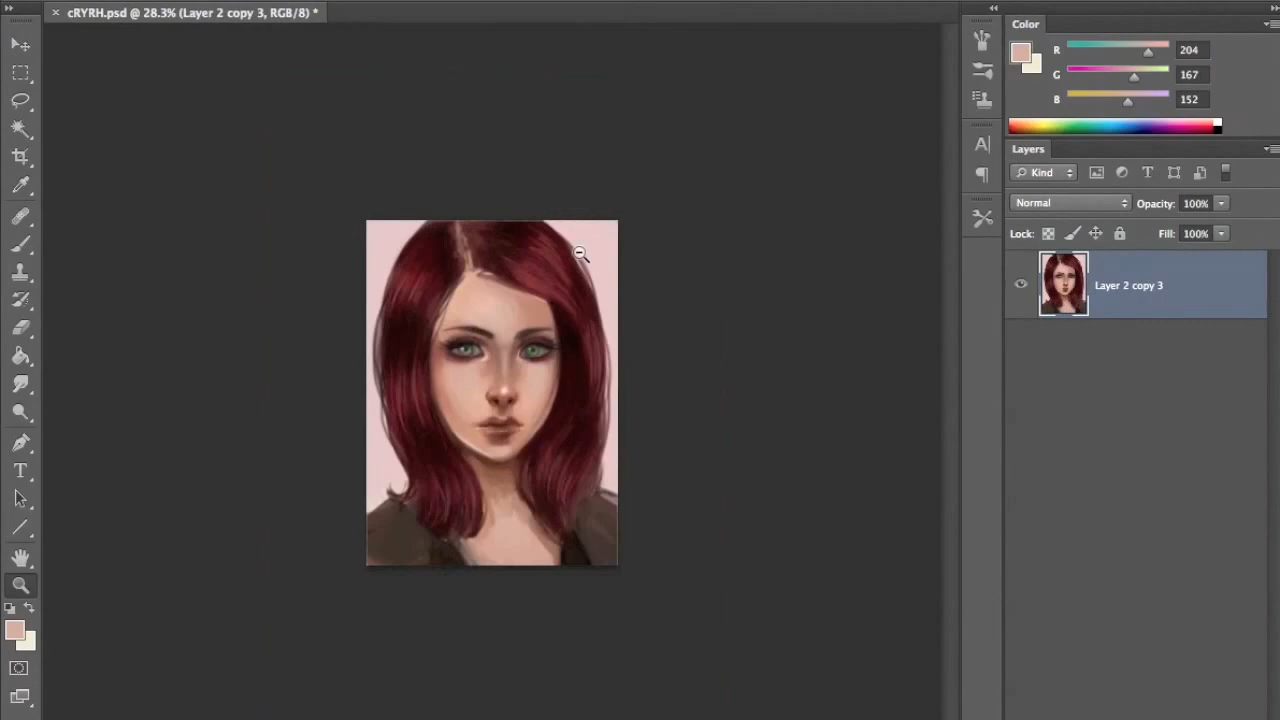 cRYRH.psd @ 28.3% (Layer 2 copy 3, RGB/8) *
Color
R 204
G 167
B 152
Layers
Kind
Normal Opacity: 100%
Lock: Fill: 100%
Layer 2 copy 3